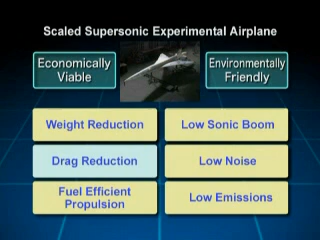 Scaled Supersonic Experimental Airplane
Economically
Viable
Environmentally
Friendly
Weight Reduction
Low Sonic Boom
Drag Reduction
Low Noise
Fuel Efficient
Propulsion
Low Emissions